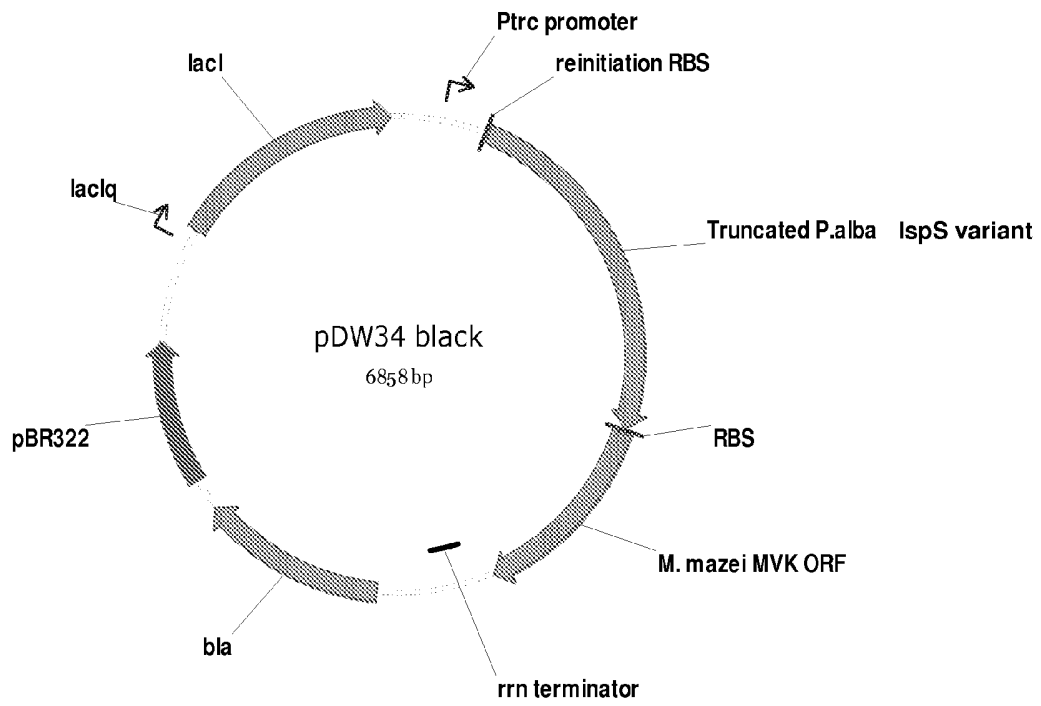 Ptrc promoter
lacI
reinitiation RBS
lacIq
Truncated P.alba IspS variant
pDW34 black
6858 bp
pBR322
RBS
M. mazei MVK ORF
bla
rrn terminator